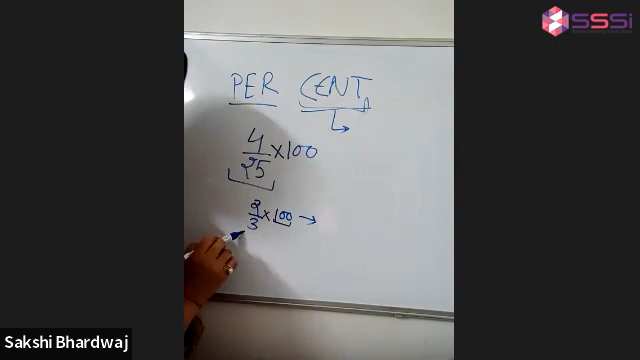 SSSi
PER CENT
4/25 ×100
2/3 × 100 →
Sakshi Bhardwaj